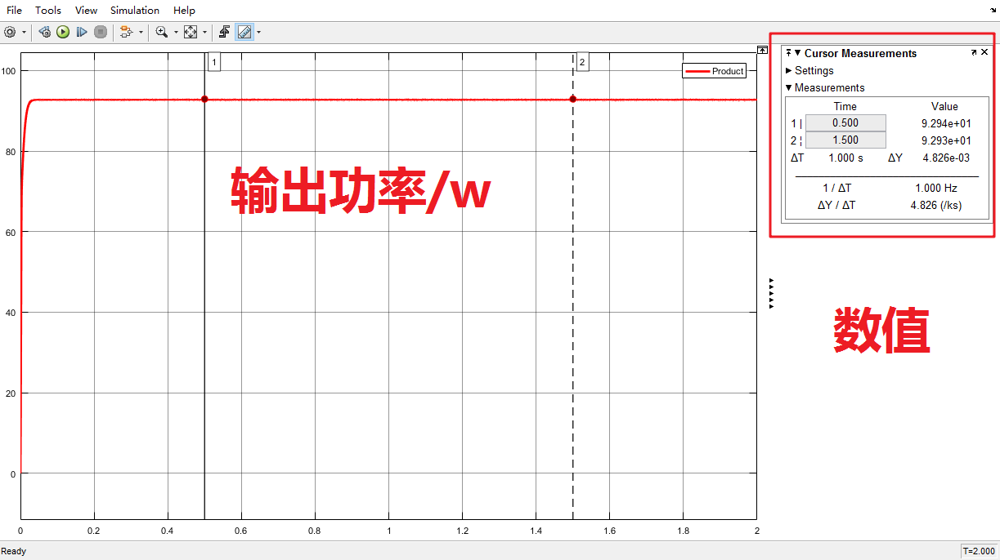 File Tools View Simulation Help
1
2
Product
100
80
60
40
20
0
0 0.2 0.4 0.6 0.8 1 1.2 1.4 1.6 1.8 2
输出功率/w
Cursor Measurements
Settings
Measurements
Time Value
1 | 0.500 9.294e+01
2 ¦ 1.500 9.293e+01
ΔT 1.000 s ΔY 4.826e-03
1 / ΔT 1.000 Hz
ΔY / ΔT 4.826 (/ks)
数值
Ready T=2.000